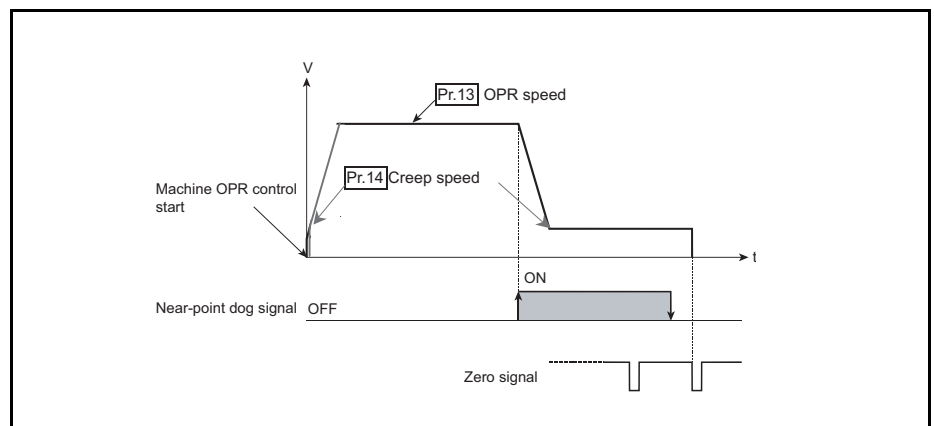 V
Pr.13 OPR speed
Pr.14 Creep speed
Machine OPR control
start
t
ON
Near-point dog signal OFF
Zero signal